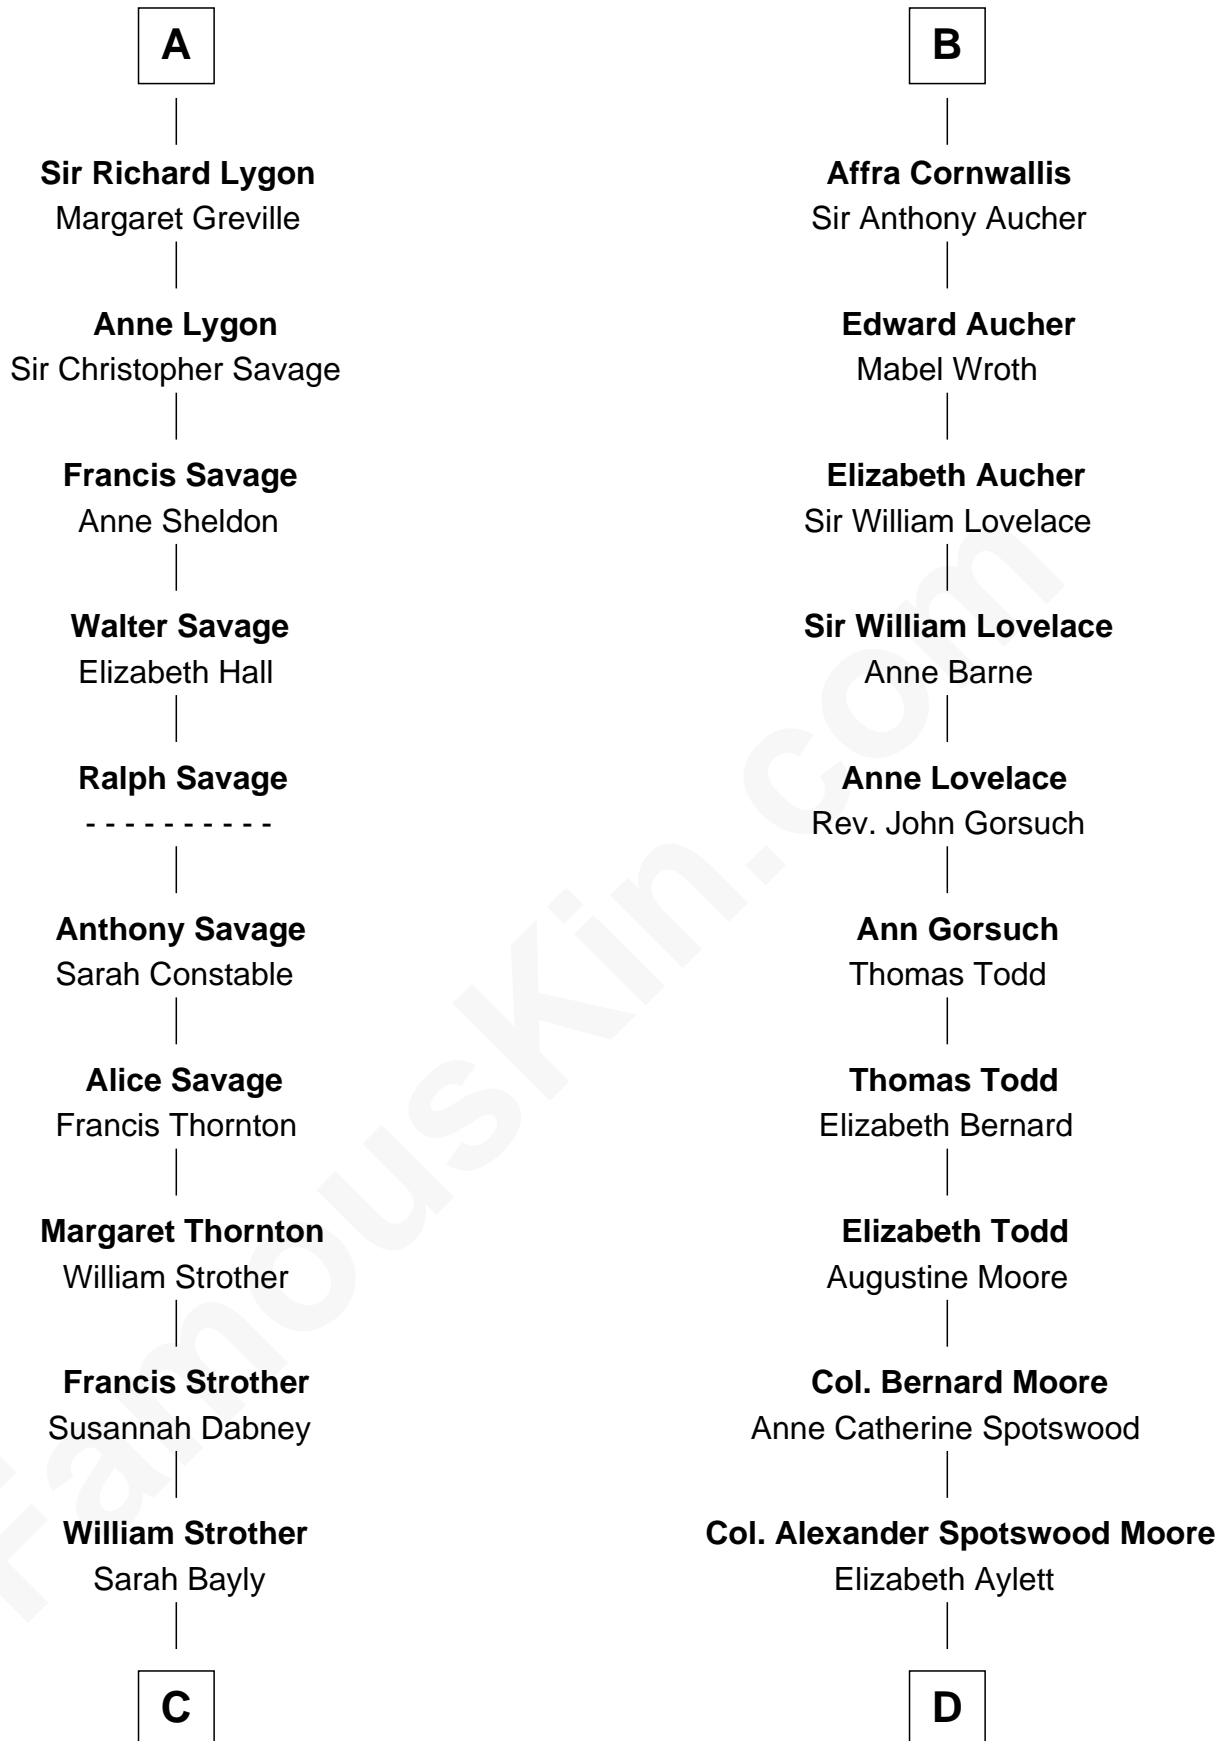 A
Sir Richard Lygon
Margaret Greville
Anne Lygon
Sir Christopher Savage
Francis Savage
Anne Sheldon
Walter Savage
Elizabeth Hall
Ralph Savage
- - - - - - - - - -
Anthony Savage
Sarah Constable
Alice Savage
Francis Thornton
Margaret Thornton
William Strother
Francis Strother
Susannah Dabney
William Strother
Sarah Bayly
C
B
Affra Cornwallis
Sir Anthony Aucher
Edward Aucher
Mabel Wroth
Elizabeth Aucher
Sir William Lovelace
Sir William Lovelace
Anne Barne
Anne Lovelace
Rev. John Gorsuch
Ann Gorsuch
Thomas Todd
Thomas Todd
Elizabeth Bernard
Elizabeth Todd
Augustine Moore
Col. Bernard Moore
Anne Catherine Spotswood
Col. Alexander Spotswood Moore
Elizabeth Aylett
D
FamousKin.com